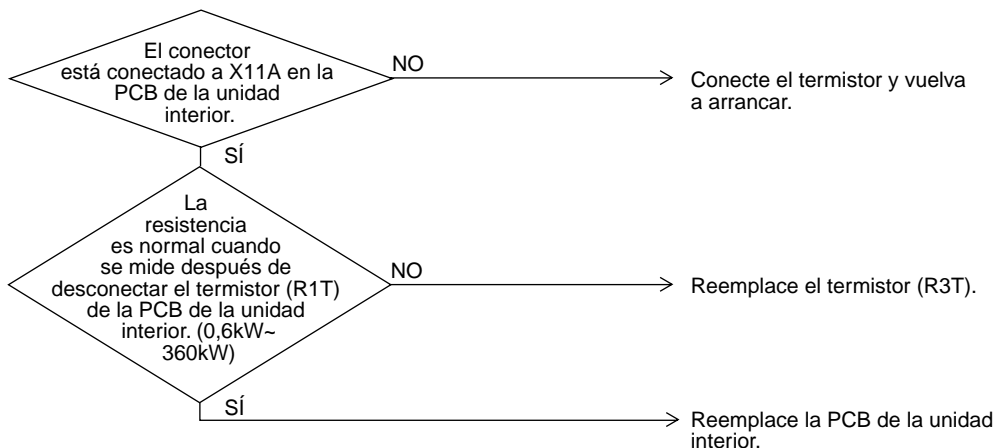 El conector
está conectado a X11A en la
PCB de la unidad
interior.
NO
Conecte el termistor y vuelva
a arrancar.
SÍ
La
resistencia
es normal cuando
se mide después de
desconectar el termistor (R1T)
de la PCB de la unidad
interior. (0,6kW~
360kW)
NO
Reemplace el termistor (R3T).
SÍ
Reemplace la PCB de la unidad
interior.